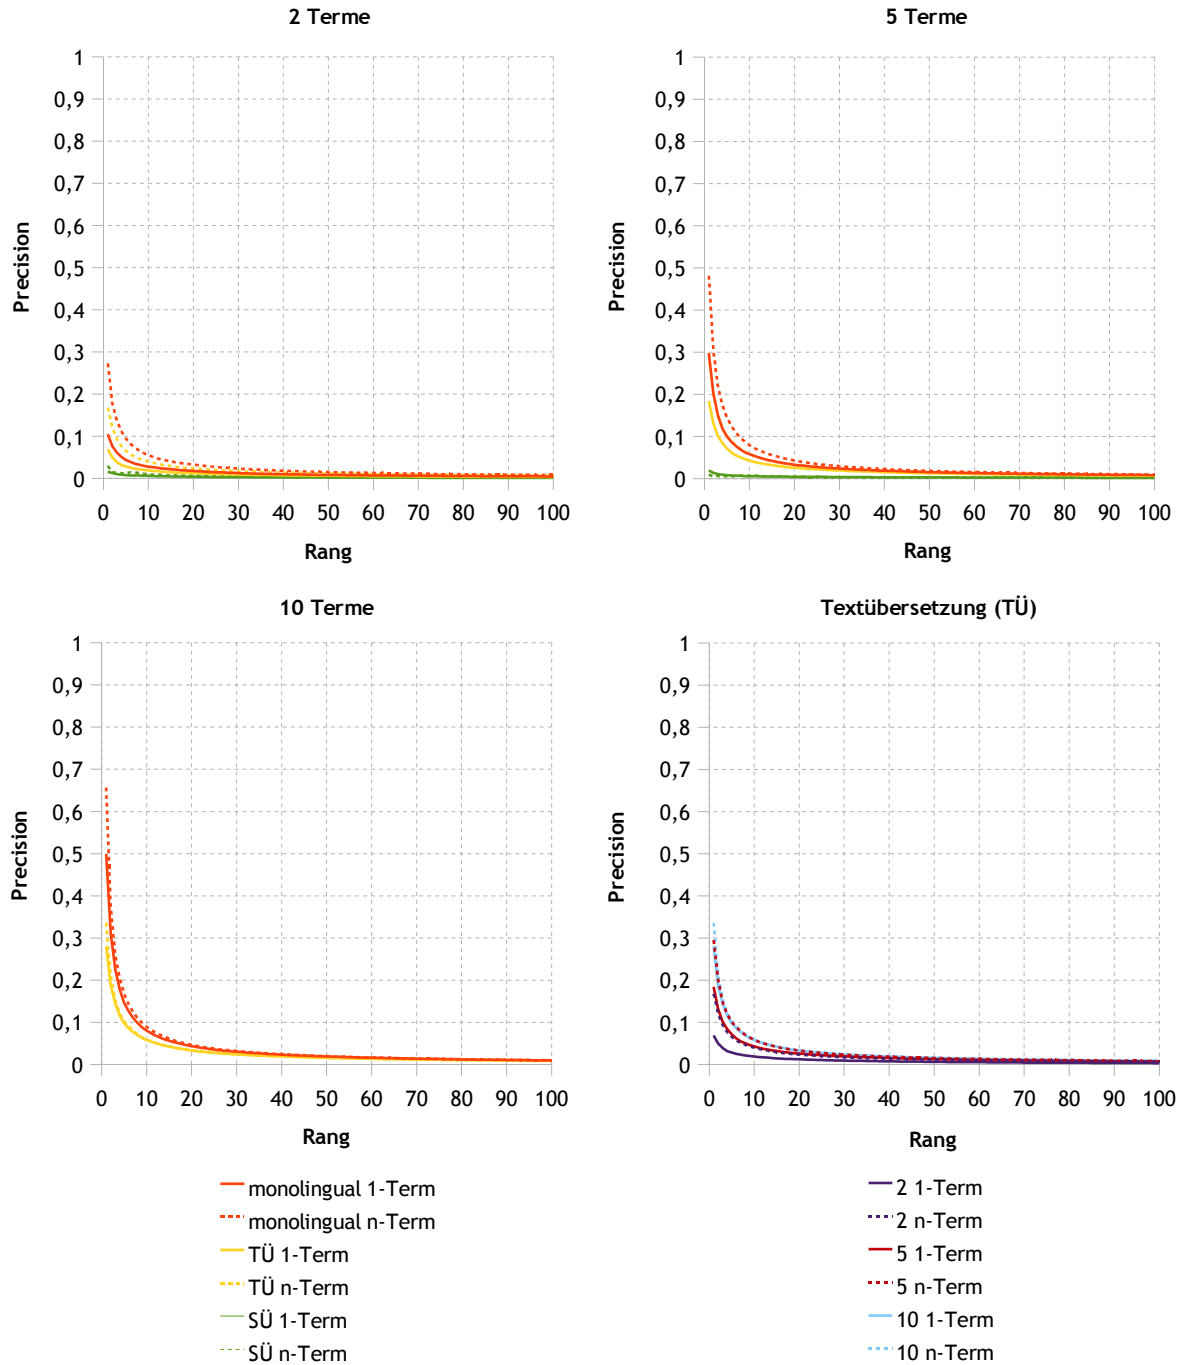 2 Terme
1
0,9
0,8
0,7
0,6
0,5
0,4
0,3
0,2
0,1
0
Precision
0 10 20 30 40 50 60 70 80 90 100
Rang
5 Terme
1
0,9
0,8
0,7
0,6
0,5
0,4
0,3
0,2
0,1
0
Precision
0 10 20 30 40 50 60 70 80 90 100
Rang
10 Terme
1
0,9
0,8
0,7
0,6
0,5
0,4
0,3
0,2
0,1
0
Precision
0 10 20 30 40 50 60 70 80 90 100
Rang
Textübersetzung (TÜ)
1
0,9
0,8
0,7
0,6
0,5
0,4
0,3
0,2
0,1
0
Precision
0 10 20 30 40 50 60 70 80 90 100
Rang
monolingual 1-Term
monolingual n-Term
TÜ 1-Term
TÜ n-Term
SÜ 1-Term
SÜ n-Term
2 1-Term
2 n-Term
5 1-Term
5 n-Term
10 1-Term
10 n-Term